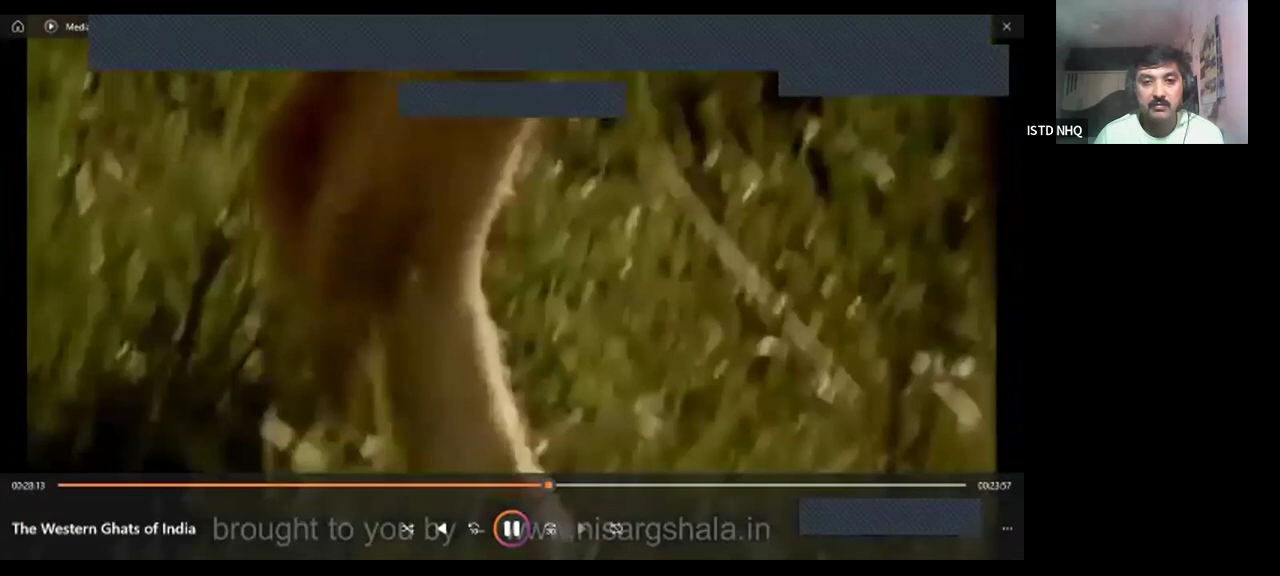 Media
ISTD NHQ
00:28:13
00:23:57
The Western Ghats of India
brought to you by www.nisargshala.in